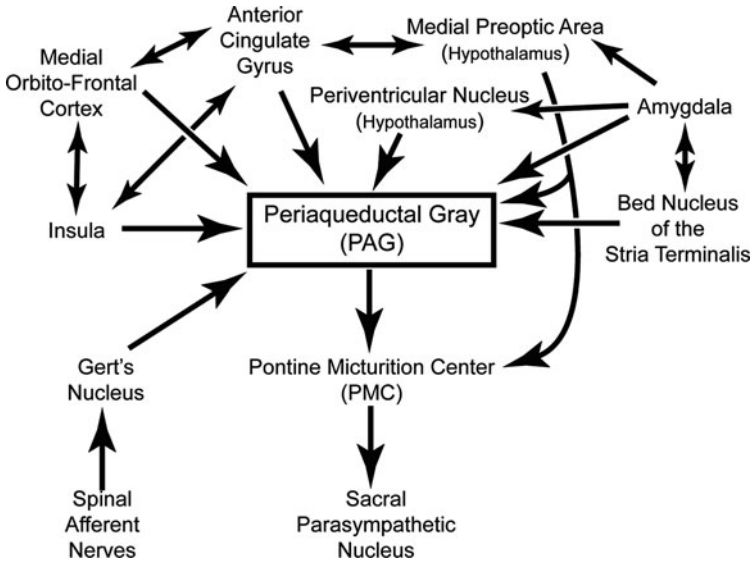 Anterior
Cingulate
Gyrus
Medial Preoptic Area
(Hypothalamus)
Medial
Orbito-Frontal
Cortex
Periventricular Nucleus
(Hypothalamus)
Amygdala
Insula
Periaqueductal Gray
(PAG)
Bed Nucleus
of the
Stria Terminalis
Gert's
Nucleus
Pontine Micturition Center
(PMC)
Spinal
Afferent
Nerves
Sacral
Parasympathetic
Nucleus